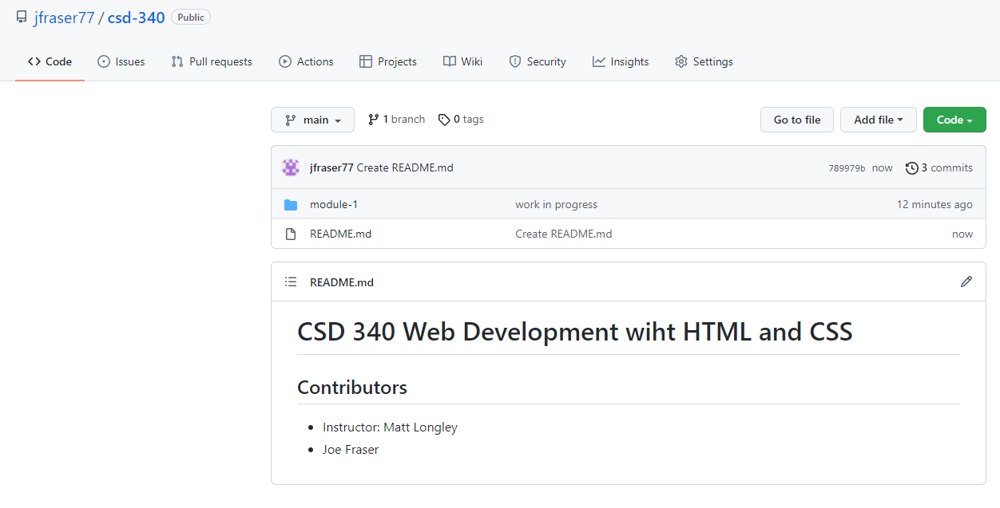 jfraser77 / csd-340 Public
Code Issues Pull requests Actions Projects Wiki Security Insights Settings
main 1 branch 0 tags Go to file Add file Code
jfraser77 Create README.md 789979b now 3 commits
module-1 work in progress 12 minutes ago
README.md Create README.md now
README.md
CSD 340 Web Development wiht HTML and CSS
Contributors
Instructor: Matt Longley
Joe Fraser